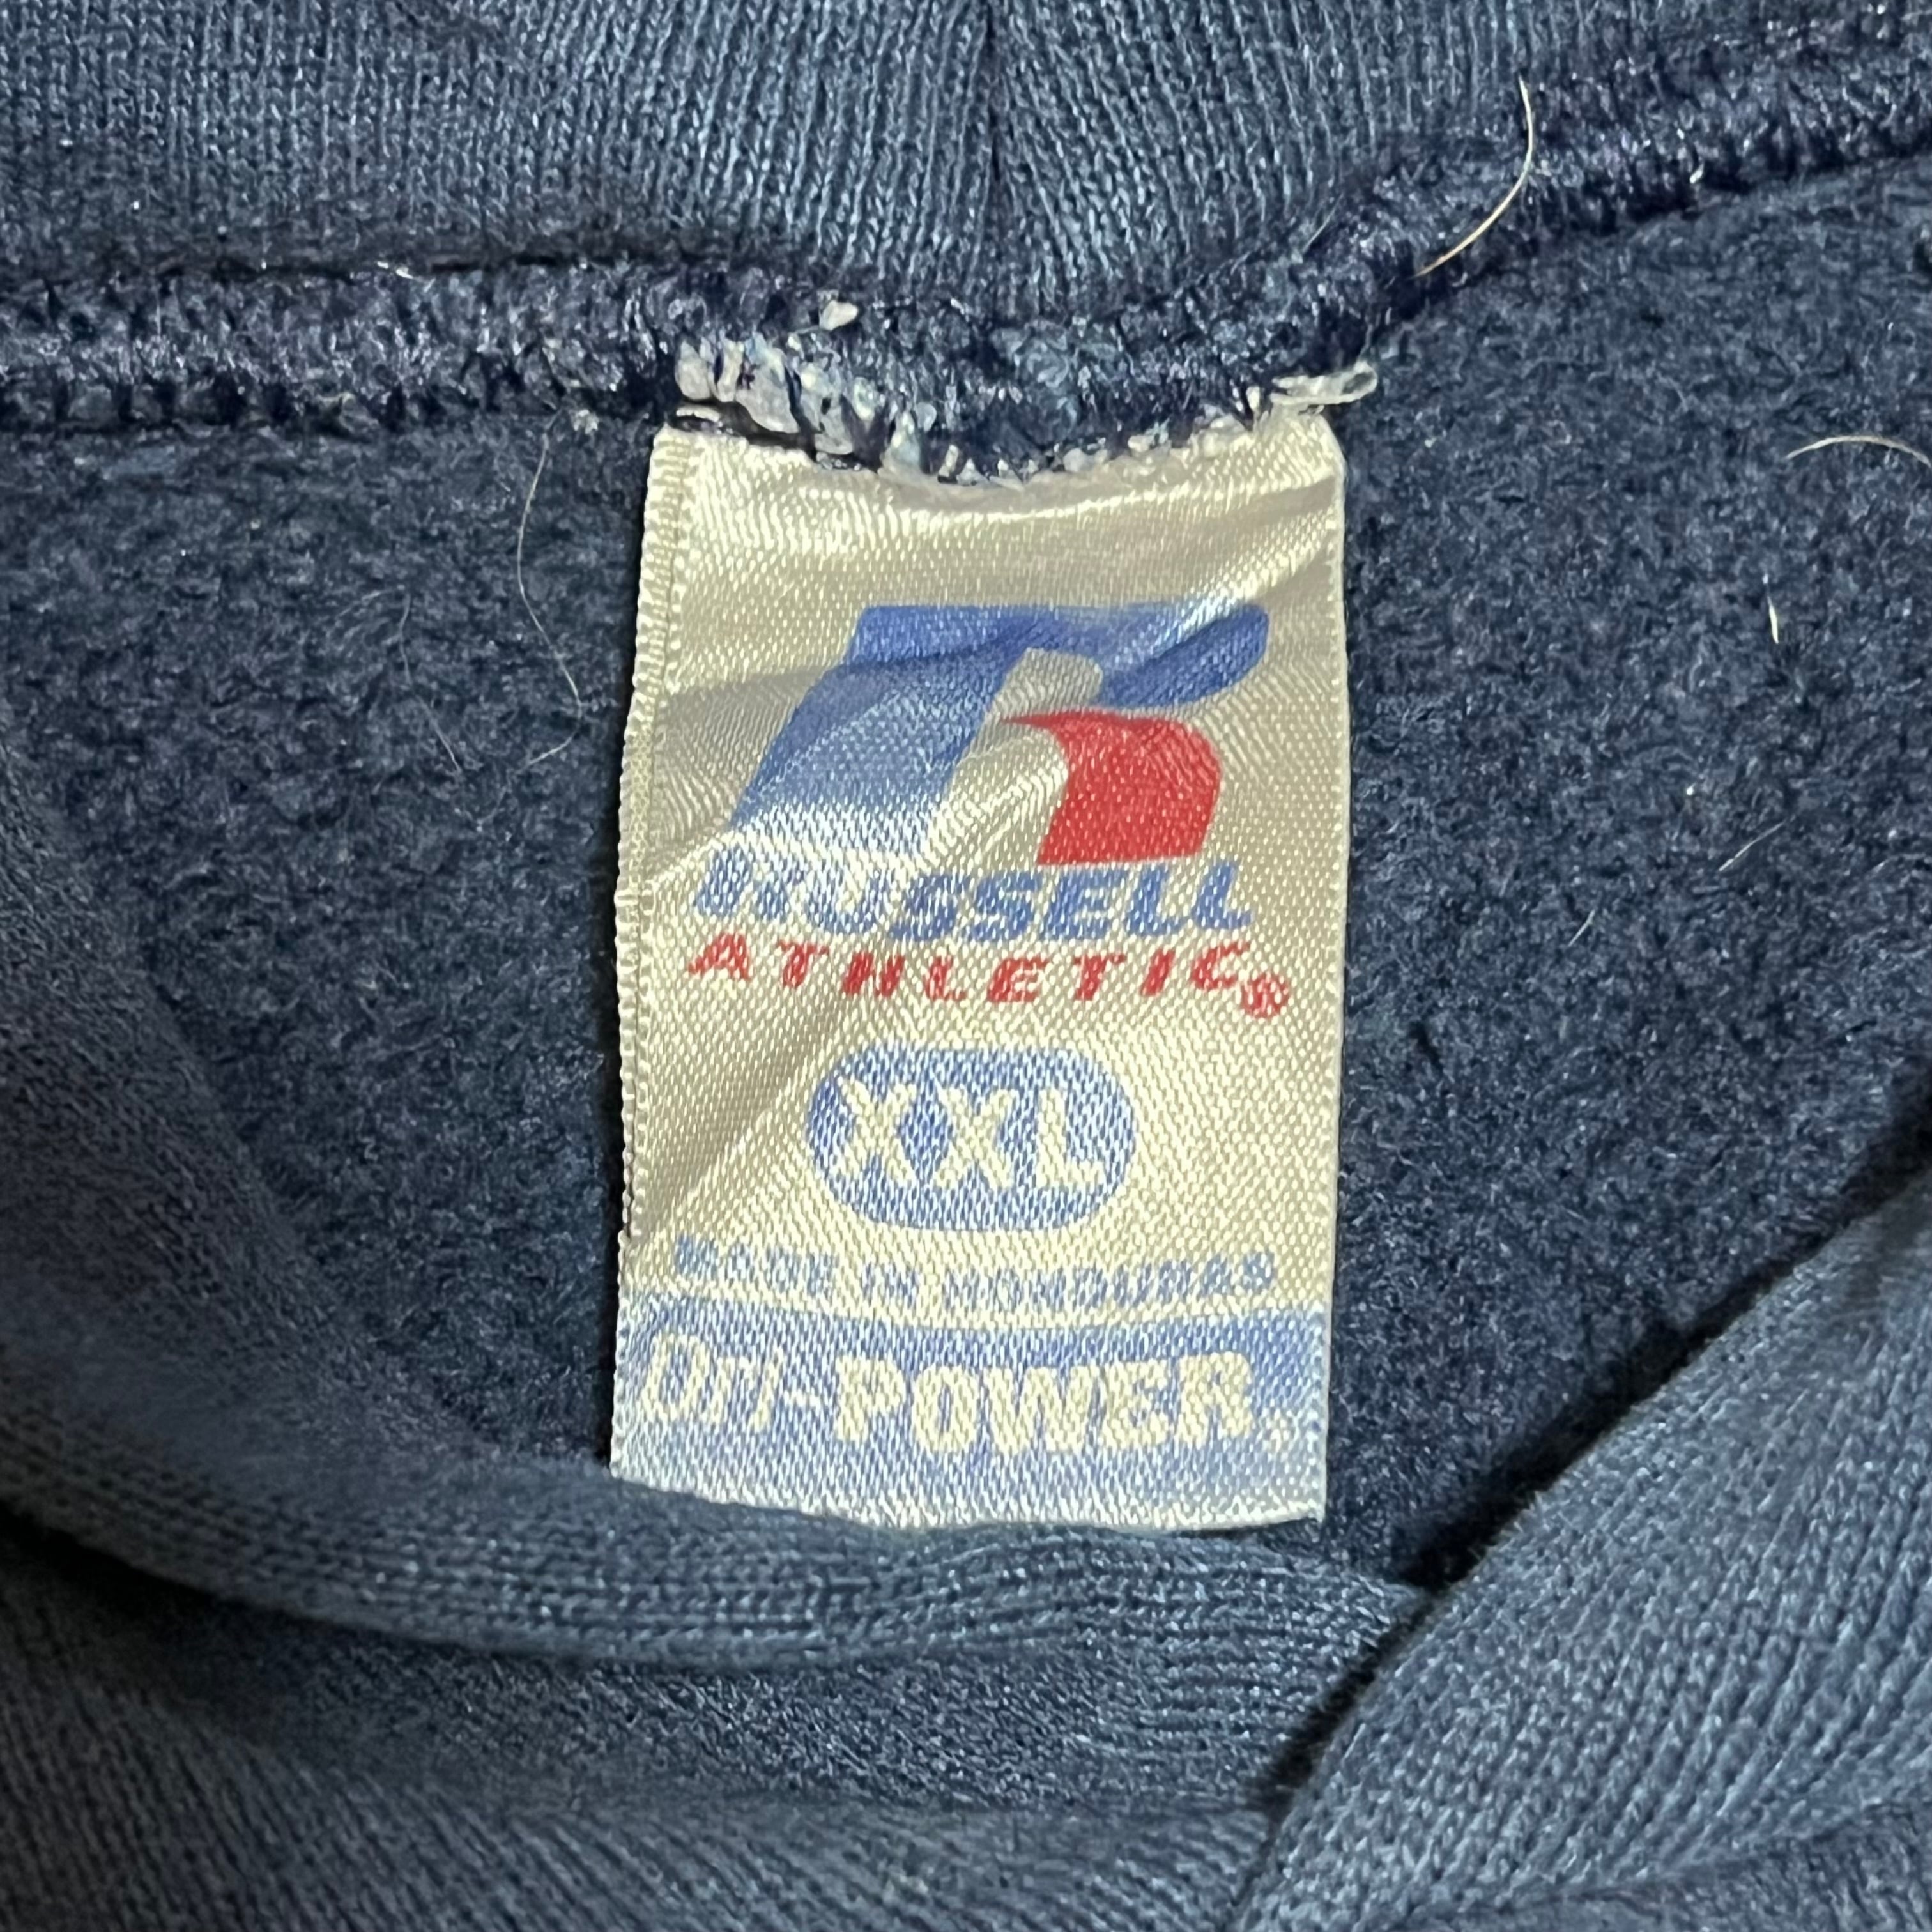 RUSSELL
ATHLETIC®
XXL
MADE IN HONDURAS
Dri-POWER®